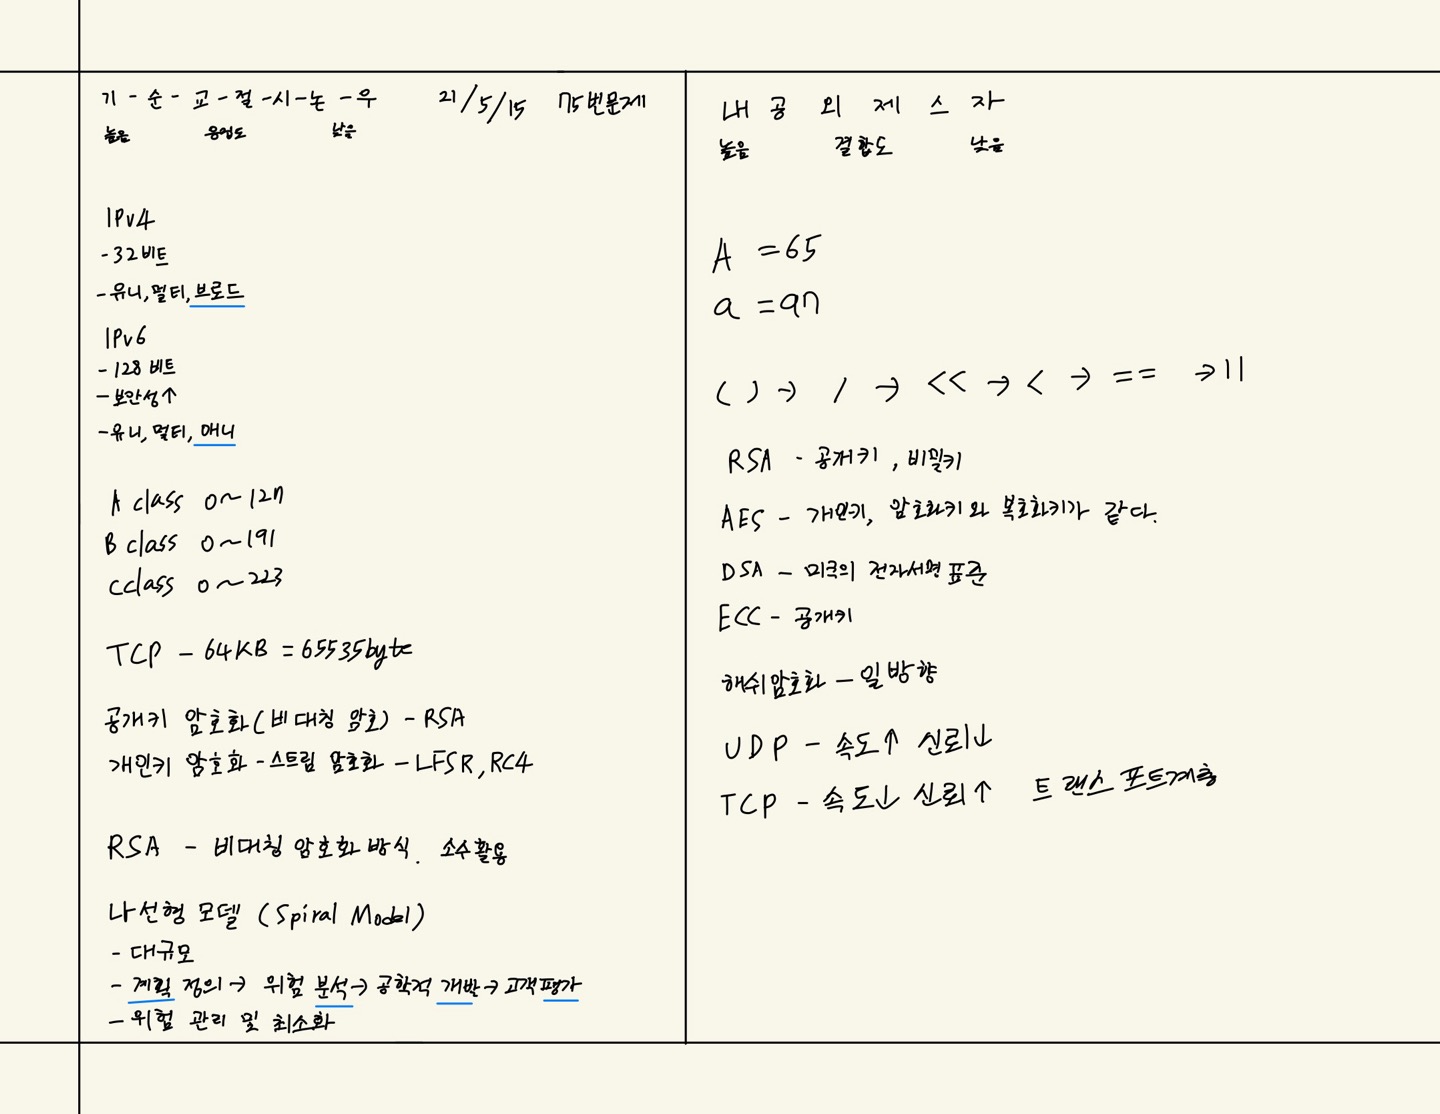 기 - 순 - 교 - 절 - 시 - 논 - 우 21/5/15 75번문제
높음 응집도 낮음
IPv4
- 32비트
- 유니, 멀티, 브로드
IPv6
- 128 비트
- 보안성↑
- 유니, 멀티, 애니
A class 0~127
B class 0~191
C class 0~223
TCP - 64KB = 65535byte
공개키 암호화(비대칭 암호) - RSA
개인키 암호화 - 스트림 암호화 - LFSR, RC4
RSA - 비대칭 암호화 방식. 소수활용
나선형 모델 (Spiral Model)
- 대규모
- 계획 정의 → 위험 분석 → 공학적 개발 → 고객평가
- 위험 관리 및 최소화
내 공 외 제 스 자
높음 결합도 낮음
A = 65
a = 97
( ) → / → << → < → == → ||
RSA - 공개키, 비밀키
AES - 개인키, 암호화키와 복호화키가 같다.
DSA - 미국의 전자서명 표준
ECC - 공개키
해쉬암호화 - 일방향
UDP - 속도↑ 신뢰↓
TCP - 속도↓ 신뢰↑ 트랜스포트계층